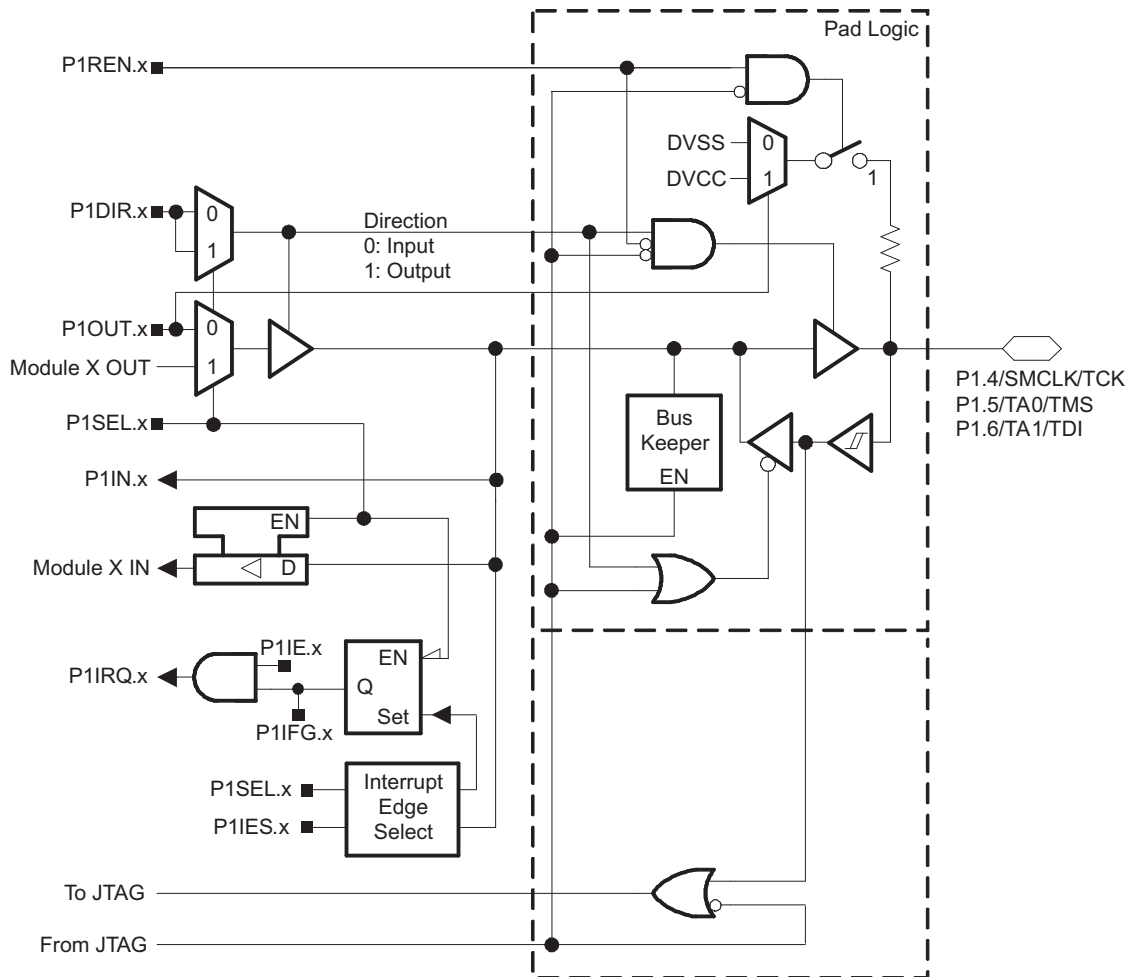 Pad Logic
P1REN.x
DVSS
0
DVCC
1
1
P1DIR.x
0
1
Direction
0: Input
1: Output
P1OUT.x
0
Module X OUT
1
P1SEL.x
P1.4/SMCLK/TCK
P1.5/TA0/TMS
P1.6/TA1/TDI
Bus
Keeper
EN
P1IN.x
EN
Module X IN
D
P1IE.x
P1IRQ.x
EN
Q
Set
P1IFG.x
P1SEL.x
P1IES.x
Interrupt
Edge
Select
To JTAG
From JTAG